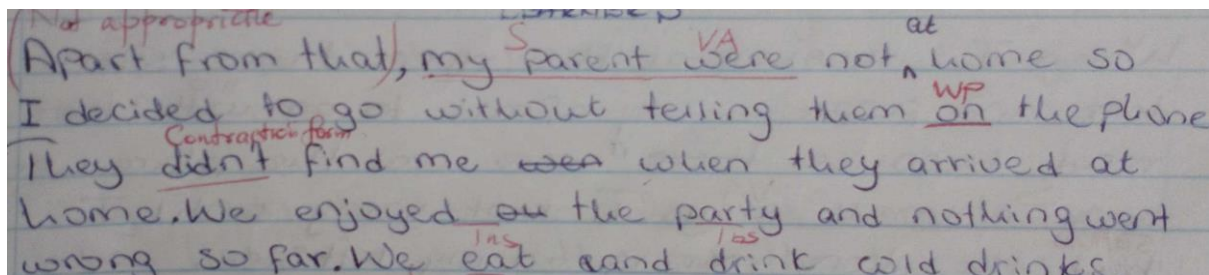 Not appropriate
(Apart from that), my parent were not at home so
S VA
I decided to go without telling them on the phone
WP
They didn't find me when they arrived at
Contraction form
home. We enjoyed the party and nothing went
wrong so far. We eat and drink cold drinks
Tns Tns